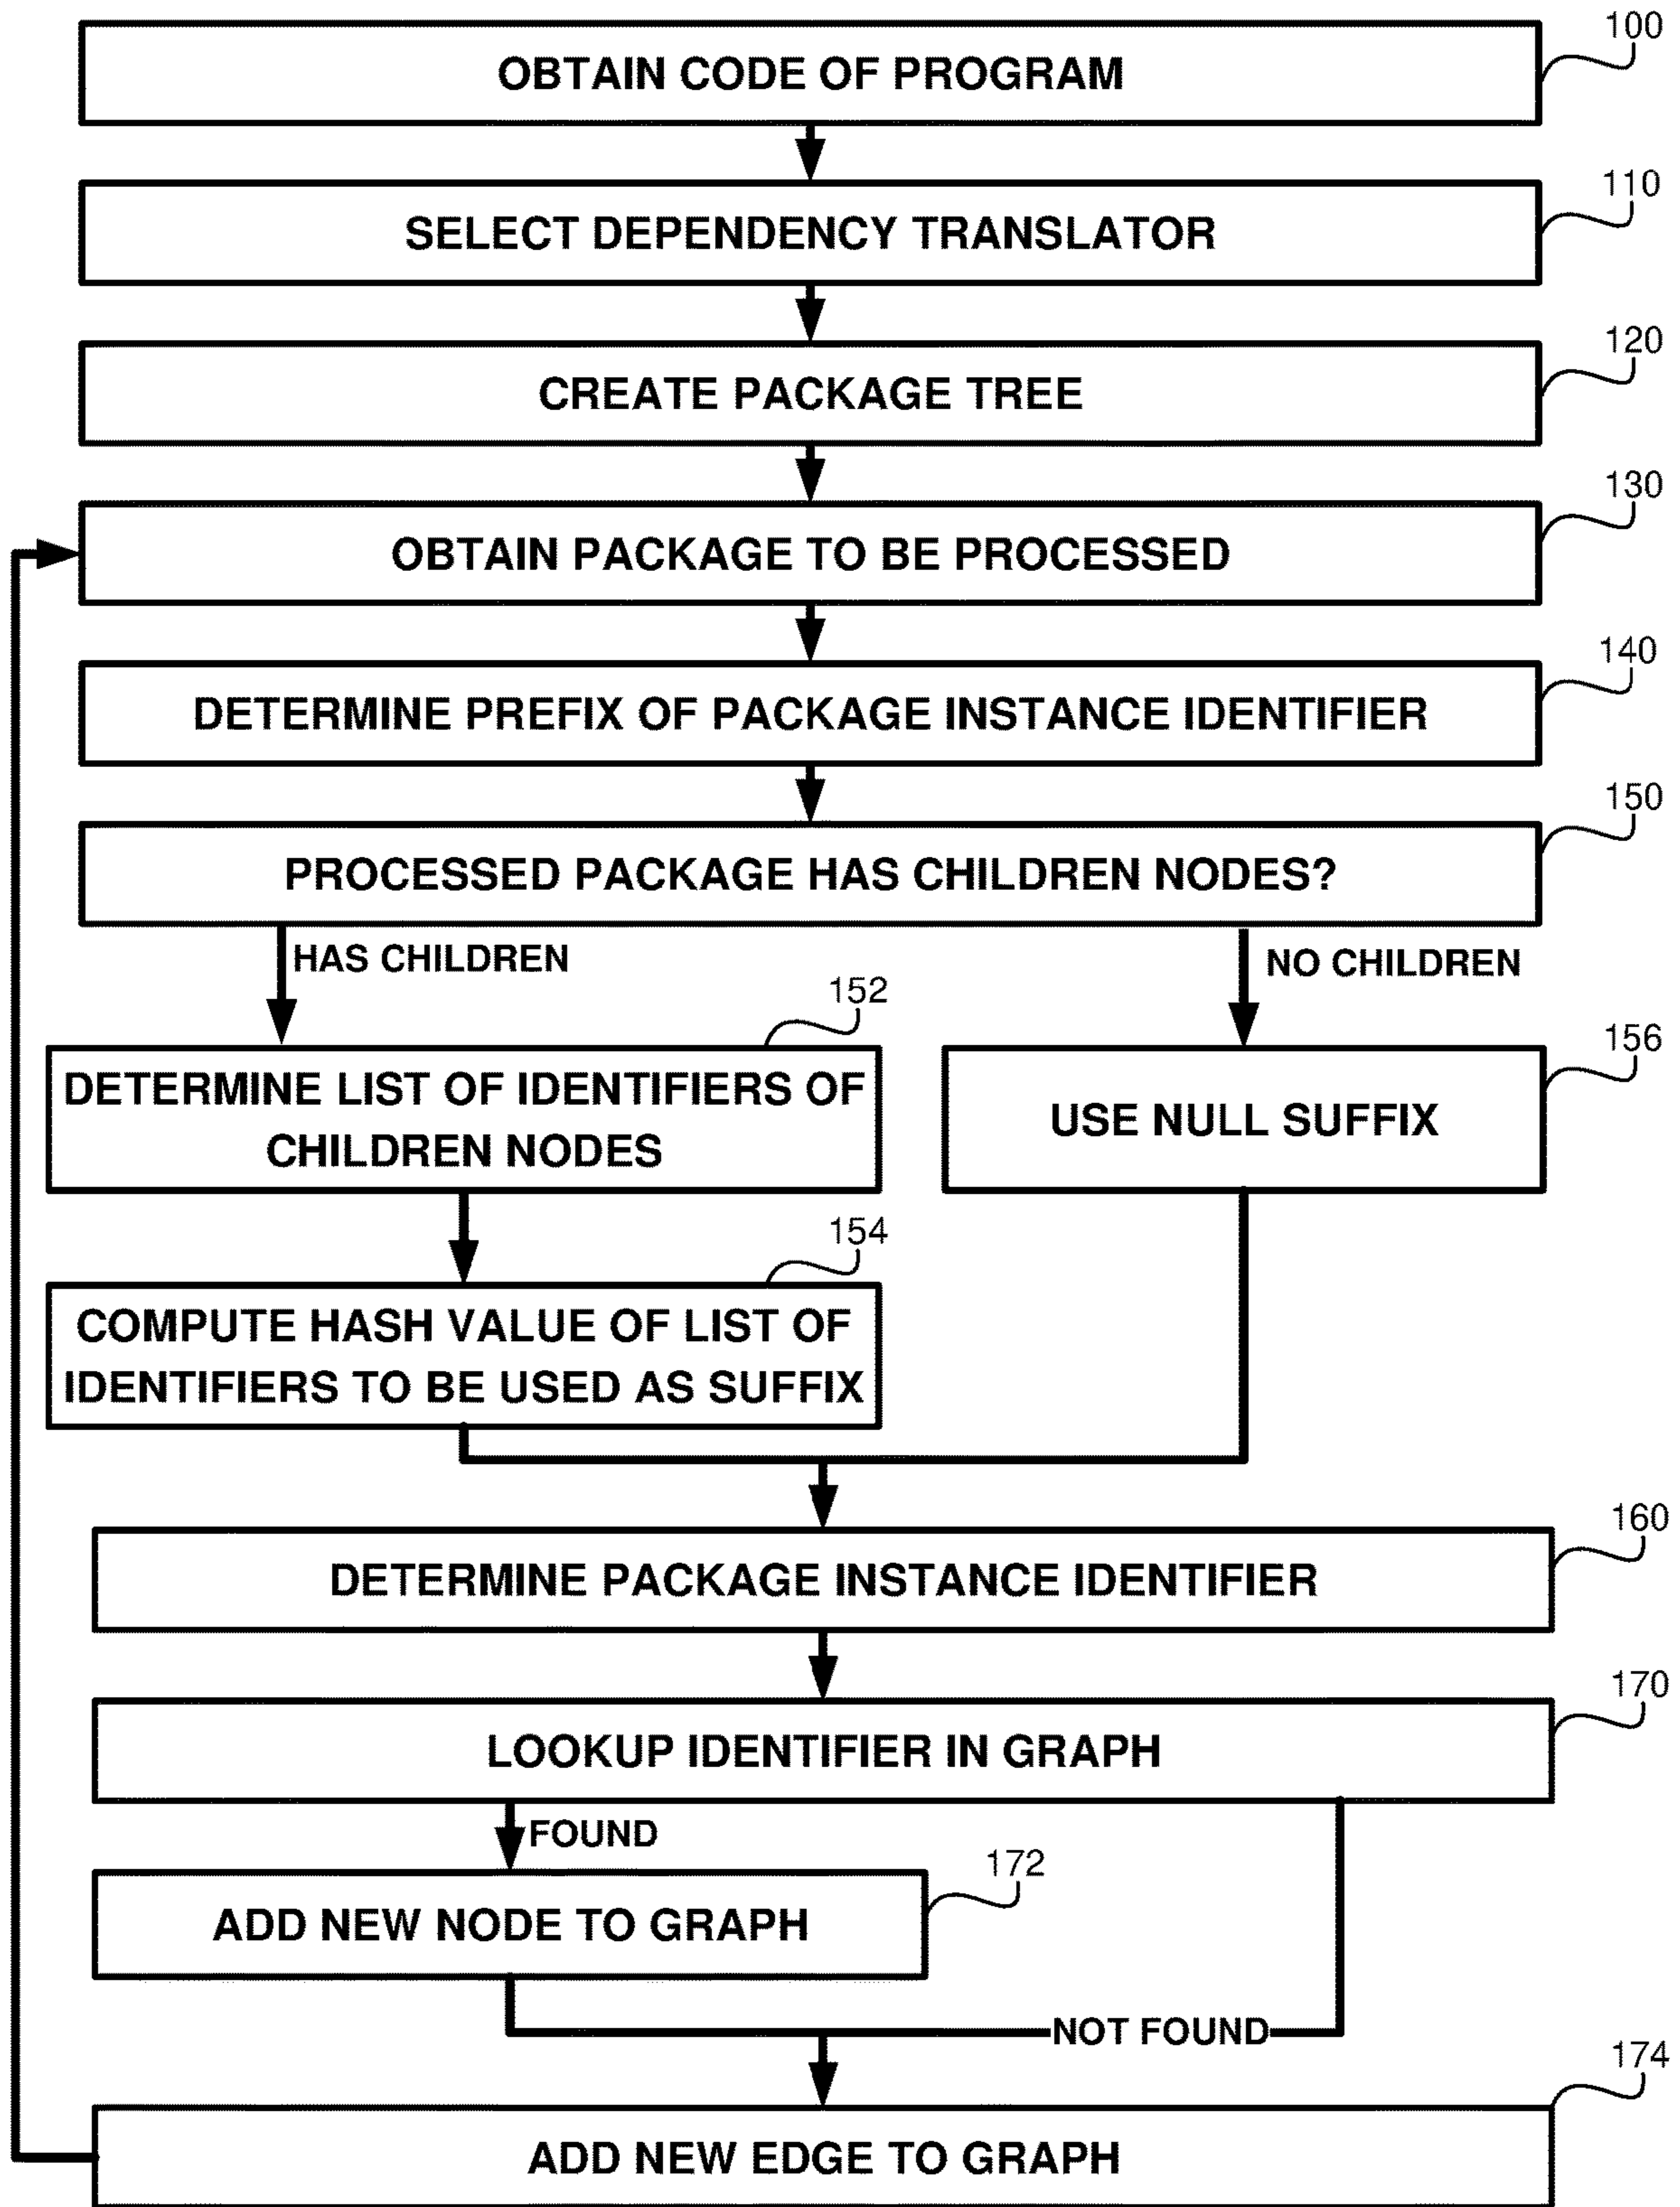 100
OBTAIN CODE OF PROGRAM
110
SELECT DEPENDENCY TRANSLATOR
120
CREATE PACKAGE TREE
130
OBTAIN PACKAGE TO BE PROCESSED
140
DETERMINE PREFIX OF PACKAGE INSTANCE IDENTIFIER
150
PROCESSED PACKAGE HAS CHILDREN NODES?
HAS CHILDREN
NO CHILDREN
152
DETERMINE LIST OF IDENTIFIERS OF
CHILDREN NODES
156
USE NULL SUFFIX
154
COMPUTE HASH VALUE OF LIST OF
IDENTIFIERS TO BE USED AS SUFFIX
160
DETERMINE PACKAGE INSTANCE IDENTIFIER
170
LOOKUP IDENTIFIER IN GRAPH
FOUND
172
ADD NEW NODE TO GRAPH
NOT FOUND
174
ADD NEW EDGE TO GRAPH